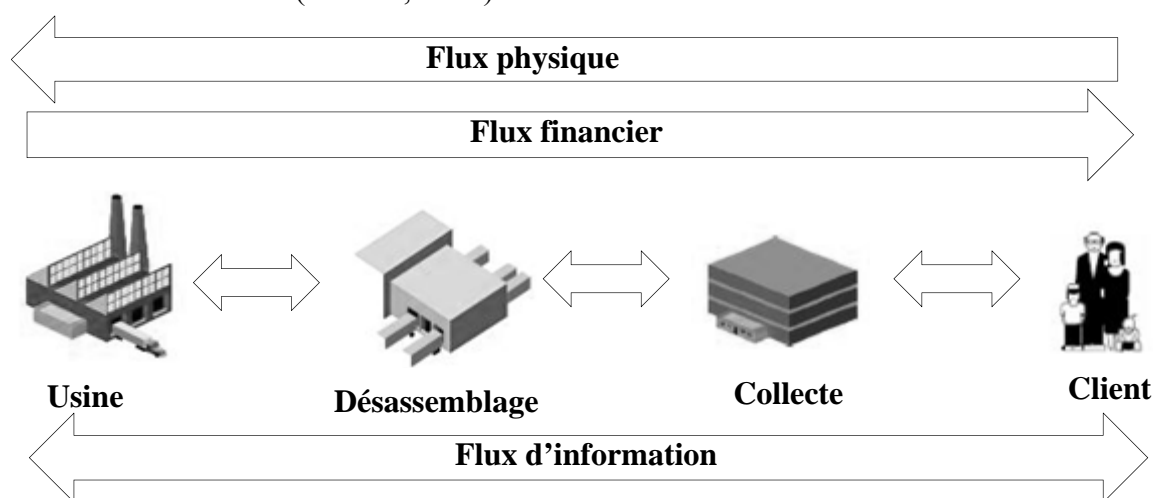 Flux physique
Flux financier
Usine
Désassemblage
Collecte
Client
Flux d'information